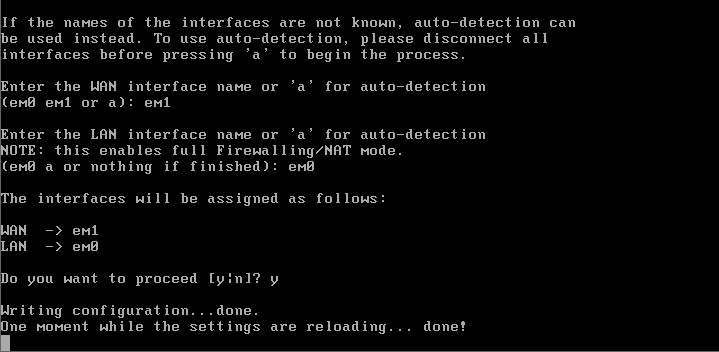 If the names of the interfaces are not known, auto-detection can
be used instead. To use auto-detection, please disconnect all
interfaces before pressing 'a' to begin the process.
Enter the WAN interface name or 'a' for auto-detection
(em0 em1 or a): em1
Enter the LAN interface name or 'a' for auto-detection
NOTE: this enables full Firewalling/NAT mode.
(em0 a or nothing if finished): em0
The interfaces will be assigned as follows:
WAN  -> em1
LAN  -> em0
Do you want to proceed [y|n]? y
Writing configuration...done.
One moment while the settings are reloading... done!